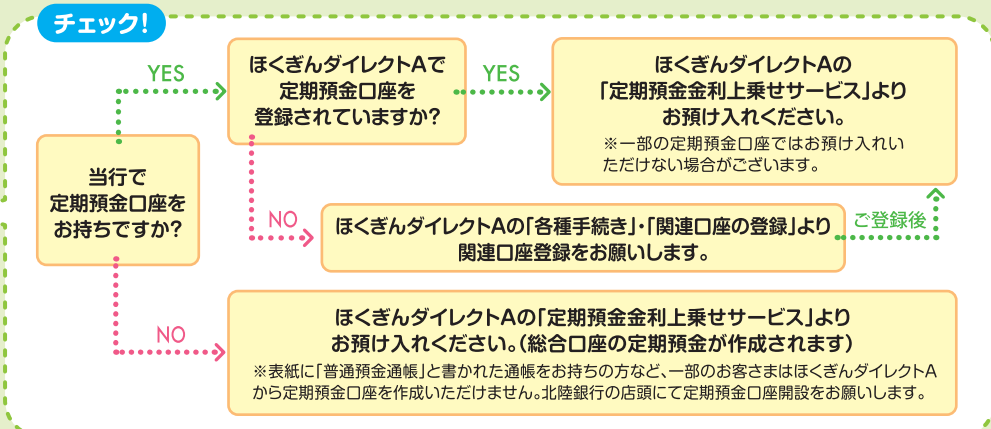 チェック!
当行で
定期預金口座を
お持ちですか?
YES
ほくぎんダイレクトAで
定期預金口座を
登録されていますか?
YES
ほくぎんダイレクトAの
「定期預金金利上乗せサービス」より
お預け入れください。
※一部の定期預金口座ではお預け入れい
ただけない場合がございます。
NO
ほくぎんダイレクトAの「各種手続き」・「関連口座の登録」より
関連口座登録をお願いします。
ご登録後
NO
ほくぎんダイレクトAの「定期預金金利上乗せサービス」より
お預け入れください。(総合口座の定期預金が作成されます)
※表紙に「普通預金通帳」と書かれた通帳をお持ちの方など、一部のお客さまはほくぎんダイレクトA
から定期預金口座を作成いただけません。北陸銀行の店頭にて定期預金口座開設をお願いします。